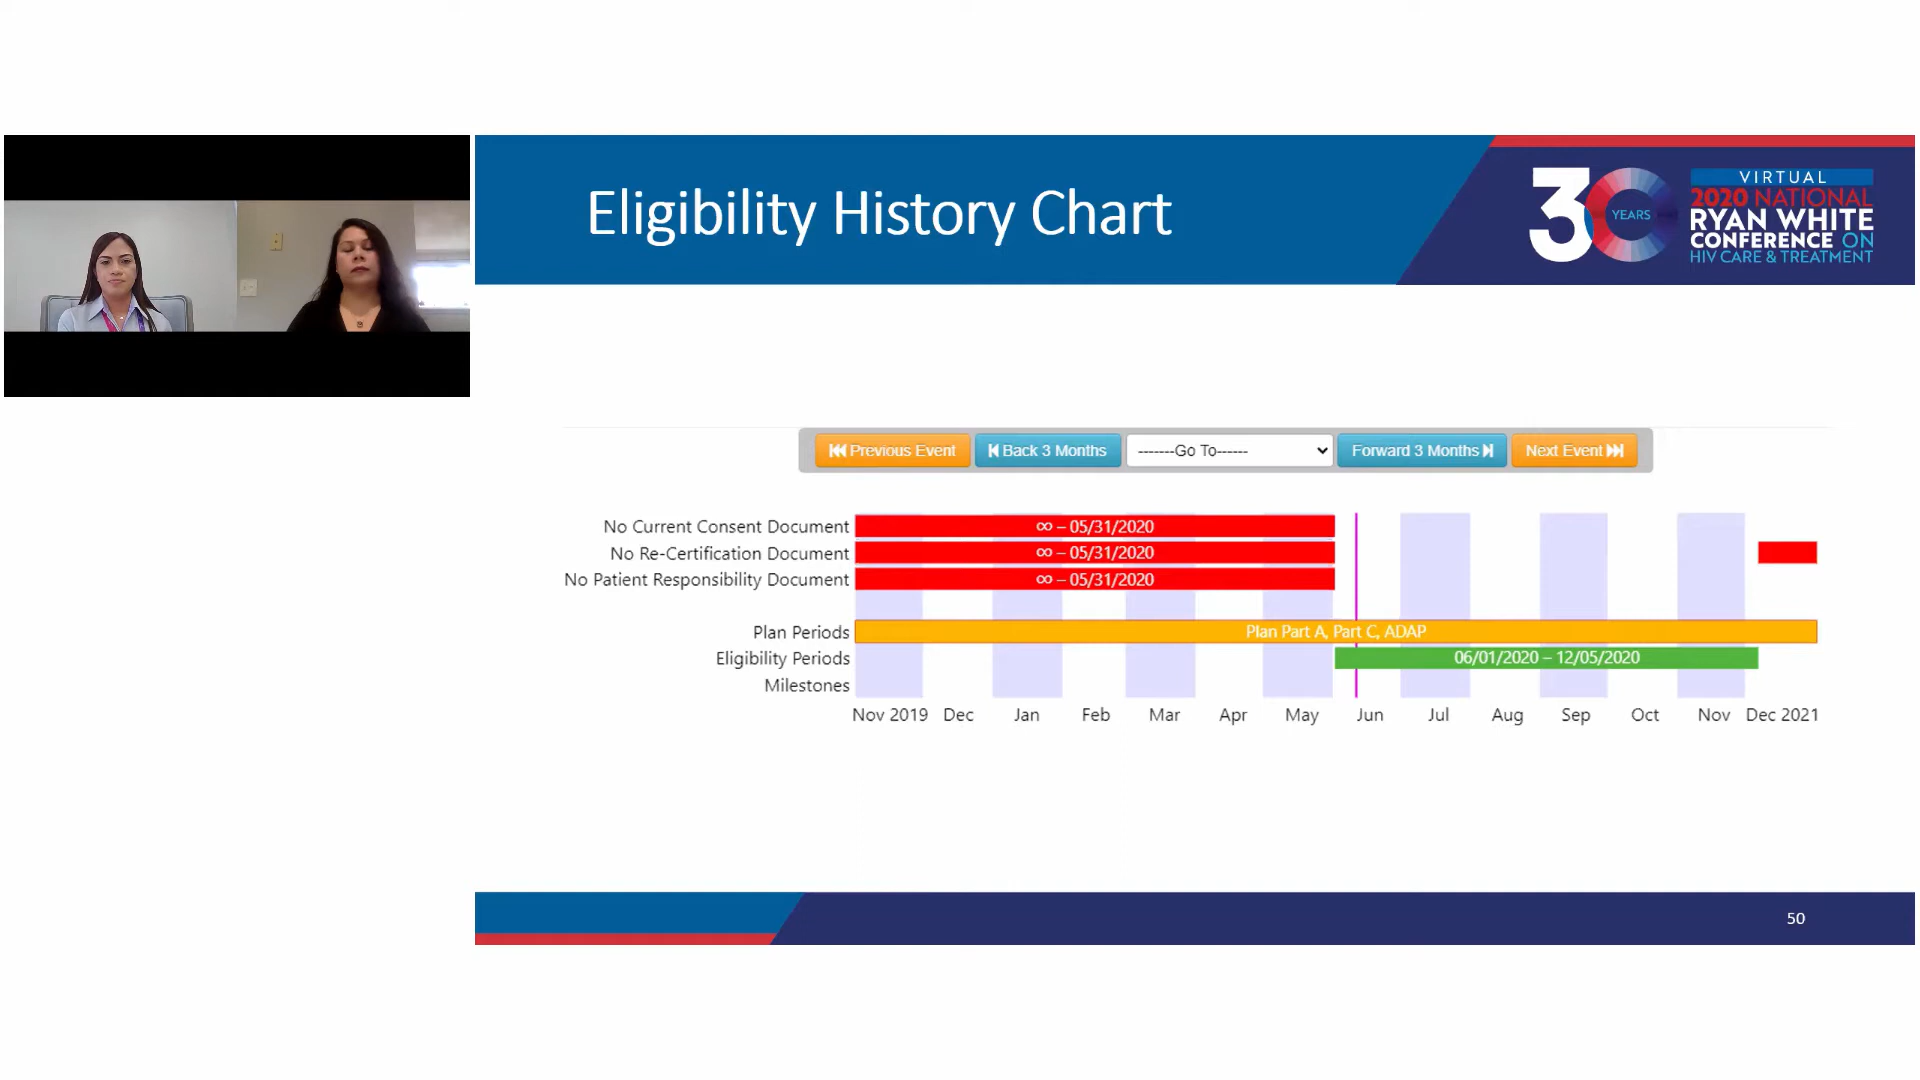 Eligibility History Chart
30
YEARS
VIRTUAL
2020 NATIONAL
RYAN WHITE
CONFERENCE ON
HIV CARE & TREATMENT
Previous Event
Back 3 Months
-------Go To------
Forward 3 Months
Next Event
No Current Consent Document
∞ – 05/31/2020
No Re-Certification Document
∞ – 05/31/2020
No Patient Responsibility Document
∞ – 05/31/2020
Plan Periods
Plan Part A, Part C, ADAP
Eligibility Periods
06/01/2020 – 12/05/2020
Milestones
Nov 2019 Dec Jan Feb Mar Apr May Jun Jul Aug Sep Oct Nov Dec 2021
50